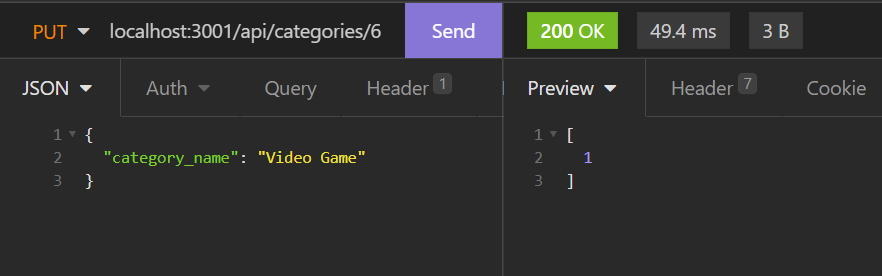 PUT localhost:3001/api/categories/6 Send 200 OK 49.4 ms 3 B
JSON Auth Query Header 1 Preview Header 7 Cookie
1 { 1 [
2 "category_name": "Video Game" 2 1
3 } 3 ]